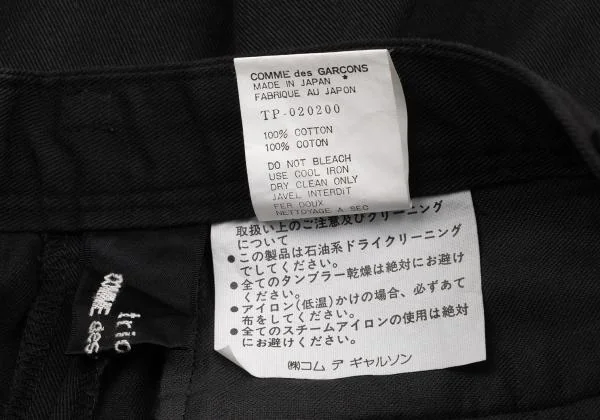 COMME des GARCONS
MADE IN JAPAN *
FABRIQUE AU JAPON
TP-020200
100% COTTON
100% COTON
DO NOT BLEACH
USE COOL IRON
DRY CLEAN ONLY
JAVEL INTERDIT
FER DOUX
NETTOYAGE A SEC
取扱い上のご注意及びクリーニング
について
●この製品は石油系ドライクリーニング
でしてください。
●全てのタンブラー乾燥は絶対にお避け
ください。
●アイロン(低温)かけの場合、必ずあて
布をしてください。
●全てのスチームアイロンの使用は絶対
にお避けください。
㈱コム デ ギャルソン
tricot
COMME des